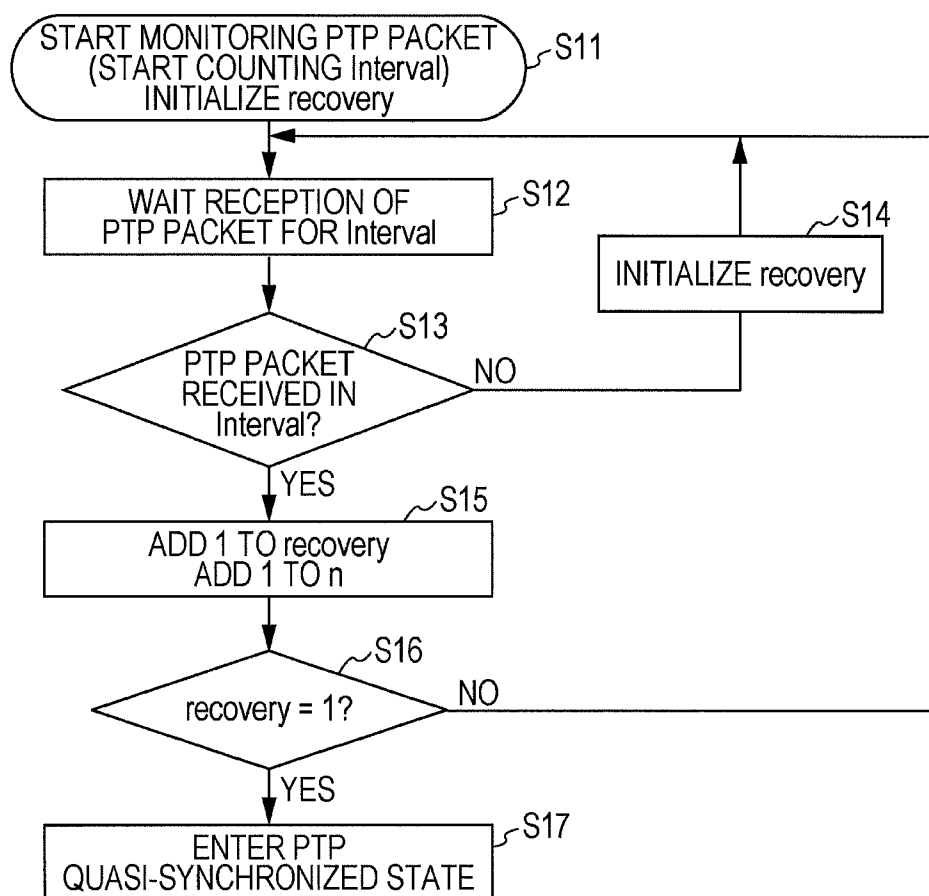 START MONITORING PTP PACKET
(START COUNTING Interval)
INITIALIZE recovery
S11
WAIT RECEPTION OF
PTP PACKET FOR Interval
S12
S14
INITIALIZE recovery
S13
PTP PACKET
RECEIVED IN
Interval?
NO
YES
S15
ADD 1 TO recovery
ADD 1 TO n
S16
recovery = 1?
NO
YES
S17
ENTER PTP
QUASI-SYNCHRONIZED STATE